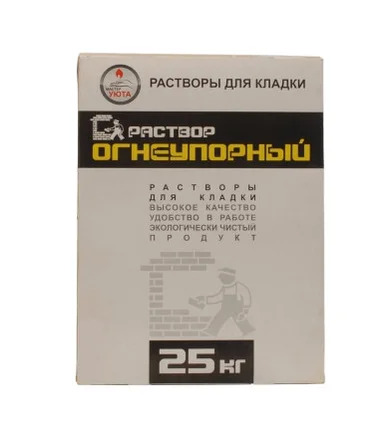 МАСТЕР
УЮТА
РАСТВОРЫ ДЛЯ КЛАДКИ
РАСТВОР
ОГНЕУПОРНЫЙ
РАСТВОРЫ
ДЛЯ КЛАДКИ
ВЫСОКОЕ КАЧЕСТВО
УДОБСТВО В РАБОТЕ
ЭКОЛОГИЧЕСКИ ЧИСТЫЙ
ПРОДУКТ
25 кг